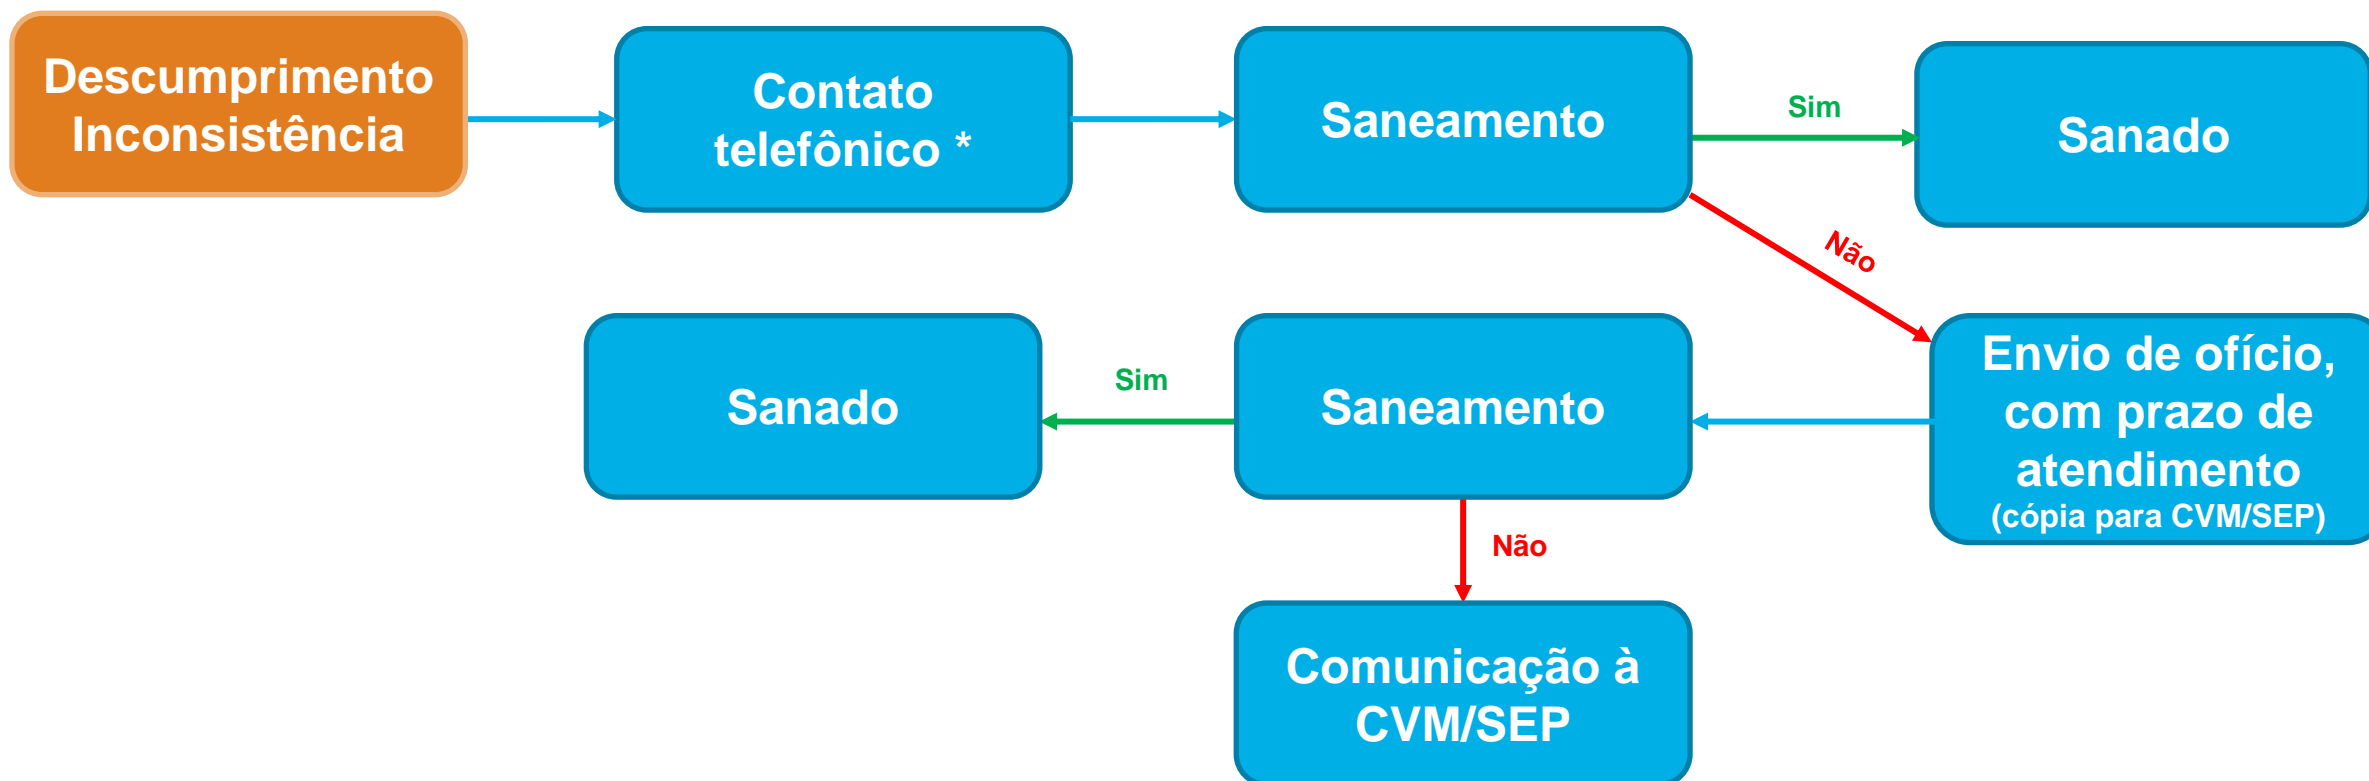 Descumprimento
Inconsistência
Contato
telefônico *
Saneamento
Sim
Sanado
Não
Envio de ofício,
com prazo de
atendimento
(cópia para CVM/SEP)
Saneamento
Sim
Sanado
Não
Comunicação à
CVM/SEP